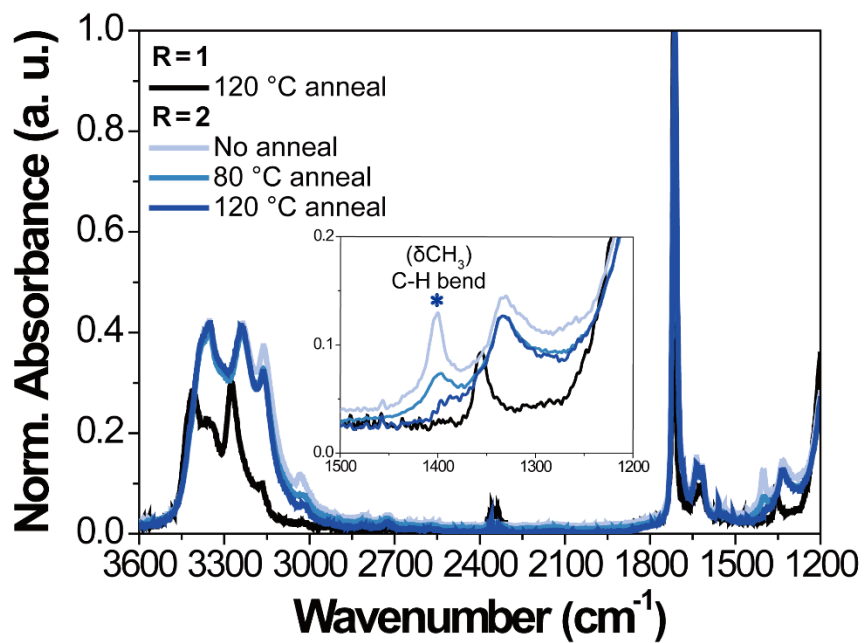 Norm. Absorbance (a. u.)
1.0
0.8
0.6
0.4
0.2
0.0
R = 1
120 °C anneal
R = 2
No anneal
80 °C anneal
120 °C anneal
0.2
0.1
0.0
(δCH₃)
C-H bend
*
1500 1400 1300 1200
3600 3300 3000 2700 2400 2100 1800 1500 1200
Wavenumber (cm⁻¹)